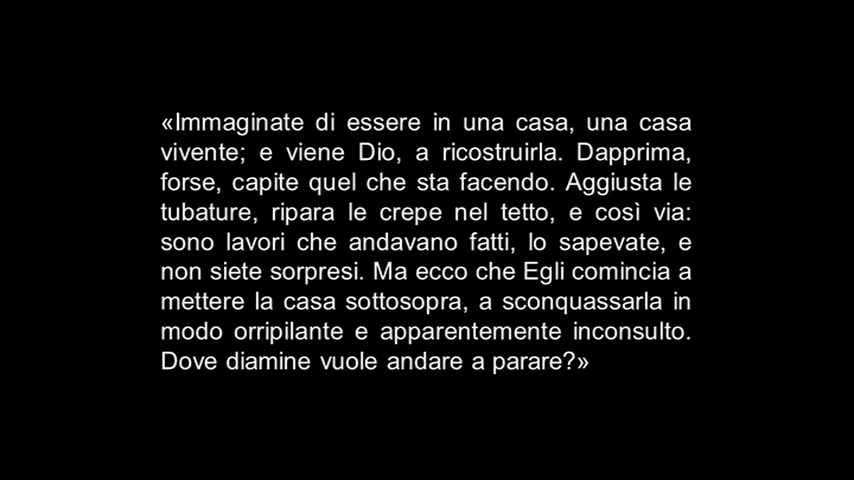 «Immaginate di essere in una casa, una casa
vivente; e viene Dio, a ricostruirla. Dapprima,
forse, capite quel che sta facendo. Aggiusta le
tubature, ripara le crepe nel tetto, e così via:
sono lavori che andavano fatti, lo sapevate, e
non siete sorpresi. Ma ecco che Egli comincia a
mettere la casa sottosopra, a sconquassarla in
modo orripilante e apparentemente inconsulto.
Dove diamine vuole andare a parare?»